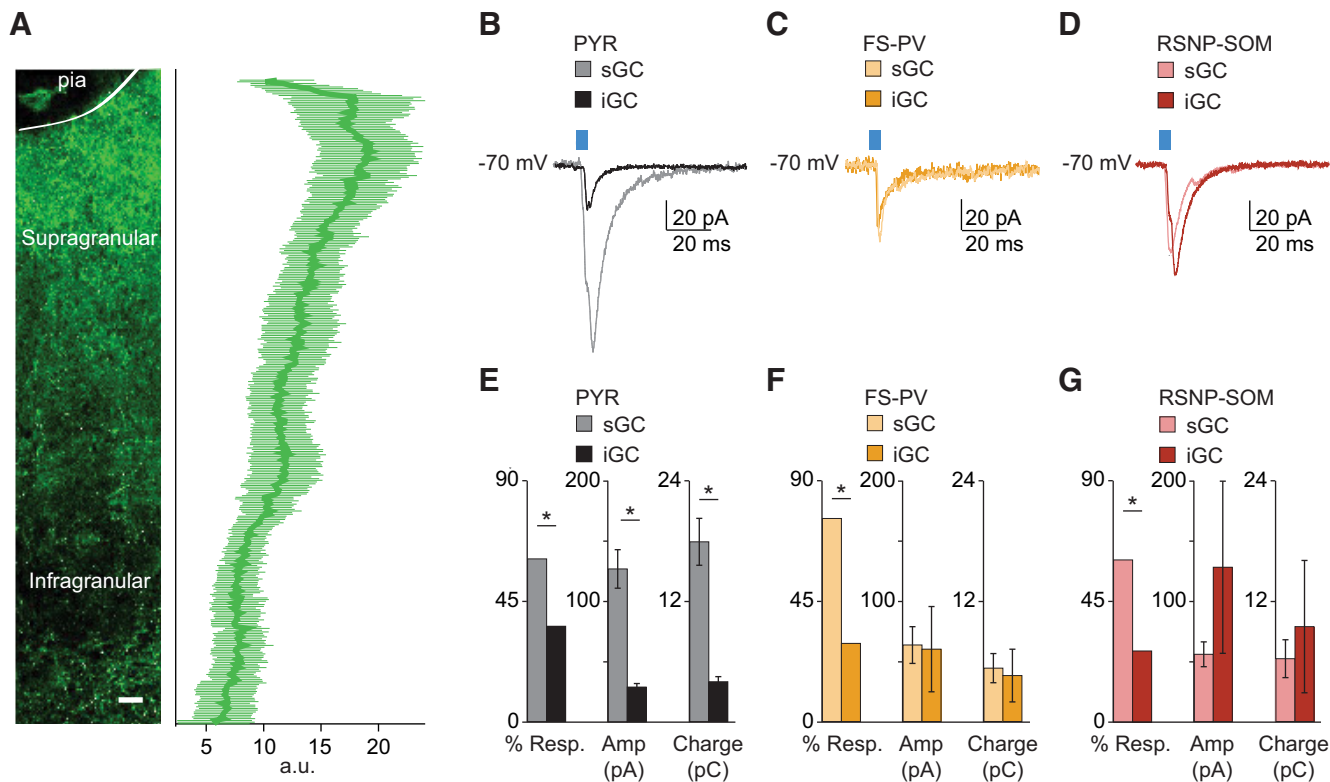 A
pia
Supragranular
Infragranular
5 10 15 20
a.u.
B
PYR
sGC
iGC
-70 mV
20 pA
20 ms
C
FS-PV
sGC
iGC
-70 mV
20 pA
20 ms
D
RSNP-SOM
sGC
iGC
-70 mV
20 pA
20 ms
E
PYR
sGC
iGC
90 200 24
* * *
45 100 12
0
% Resp. Amp Charge
(pA) (pC)
F
FS-PV
sGC
iGC
90 200 24
*
45 100 12
0
% Resp. Amp Charge
(pA) (pC)
G
RSNP-SOM
sGC
iGC
90 200 24
*
45 100 12
0
% Resp. Amp Charge
(pA) (pC)